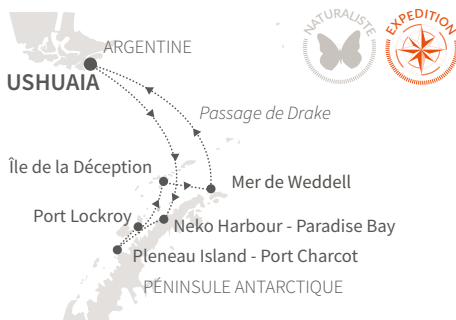 NATURALISTE
EXPEDITION
ARGENTINE
USHUAIA
Passage de Drake
Île de la Déception
Mer de Weddell
Port Lockroy
Neko Harbour - Paradise Bay
Pleneau Island - Port Charcot
PÉNINSULE ANTARCTIQUE